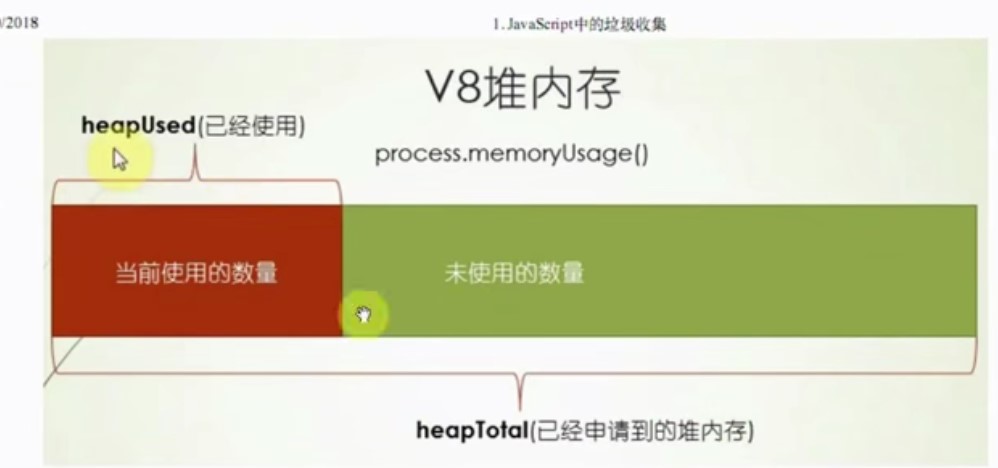 /2018
1. JavaScript中的垃圾收集
V8堆内存
heapUsed(已经使用)
process.memoryUsage()
当前使用的数量
未使用的数量
heapTotal(已经申请到的堆内存)